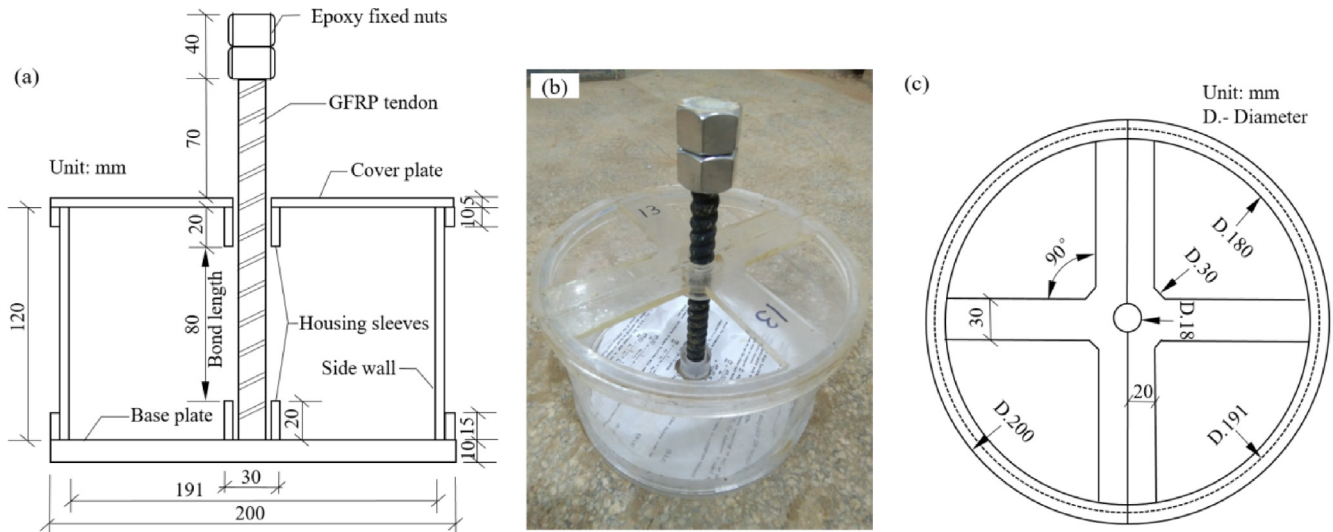 (a)
Epoxy fixed nuts
40
GFRP tendon
70
Unit: mm
Cover plate
5
10
20
120
Bond length
80
Housing sleeves
Side wall
Base plate
20
15
10
30
191
200
(b)
13
13
(c)
Unit: mm
D.- Diameter
D.180
90°
D.30
30
D.18
20
D.200
D.191